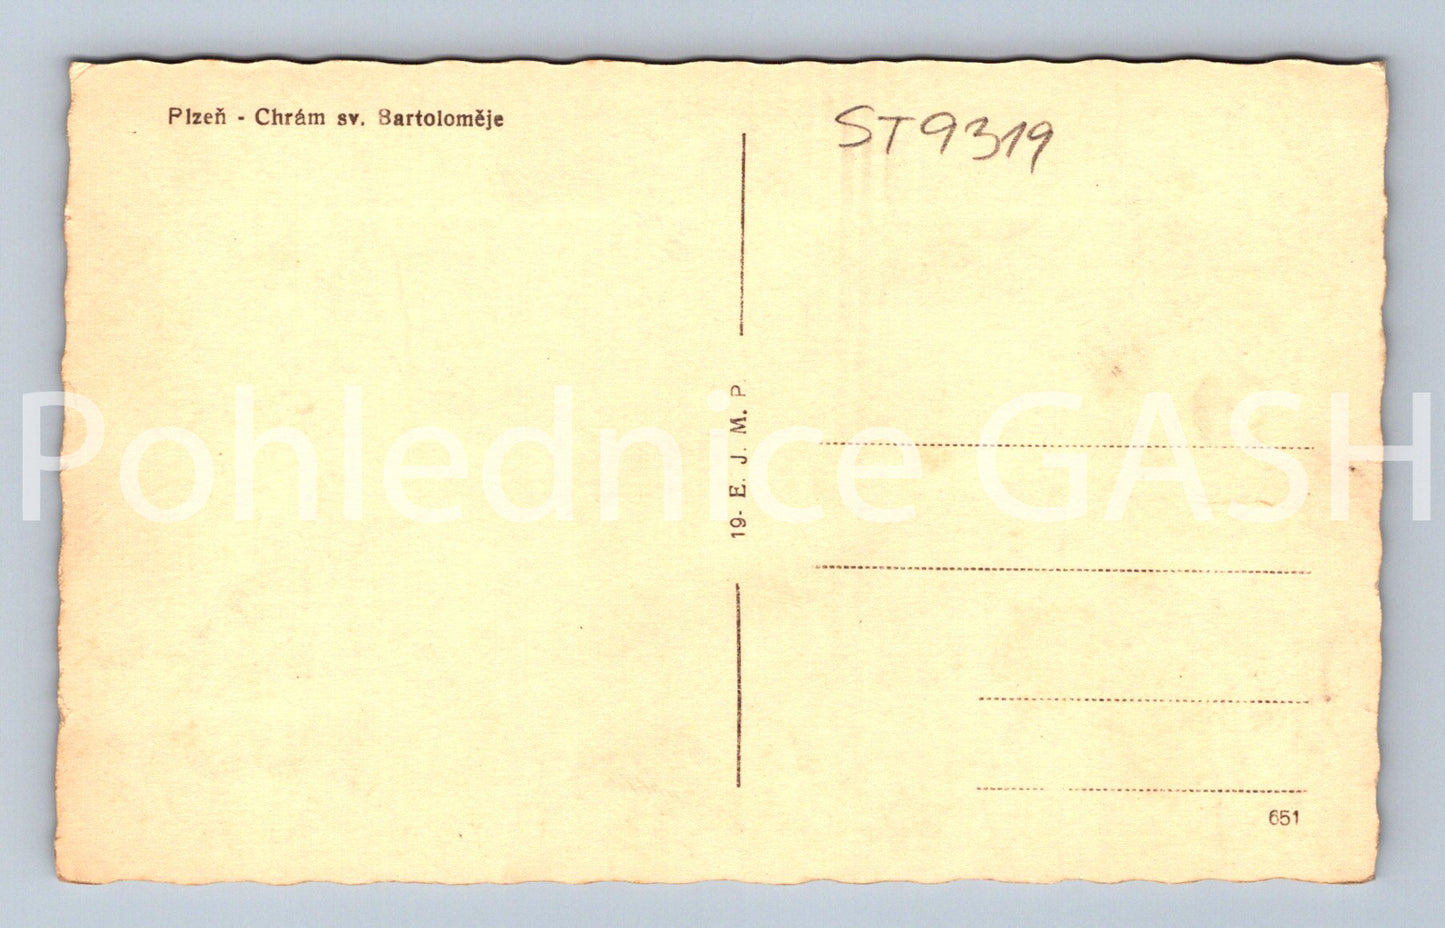 Plzeň - Chrám sv. Bartoloměje
ST9319
19- E. J. M. P.
Pohlednice GASH
651